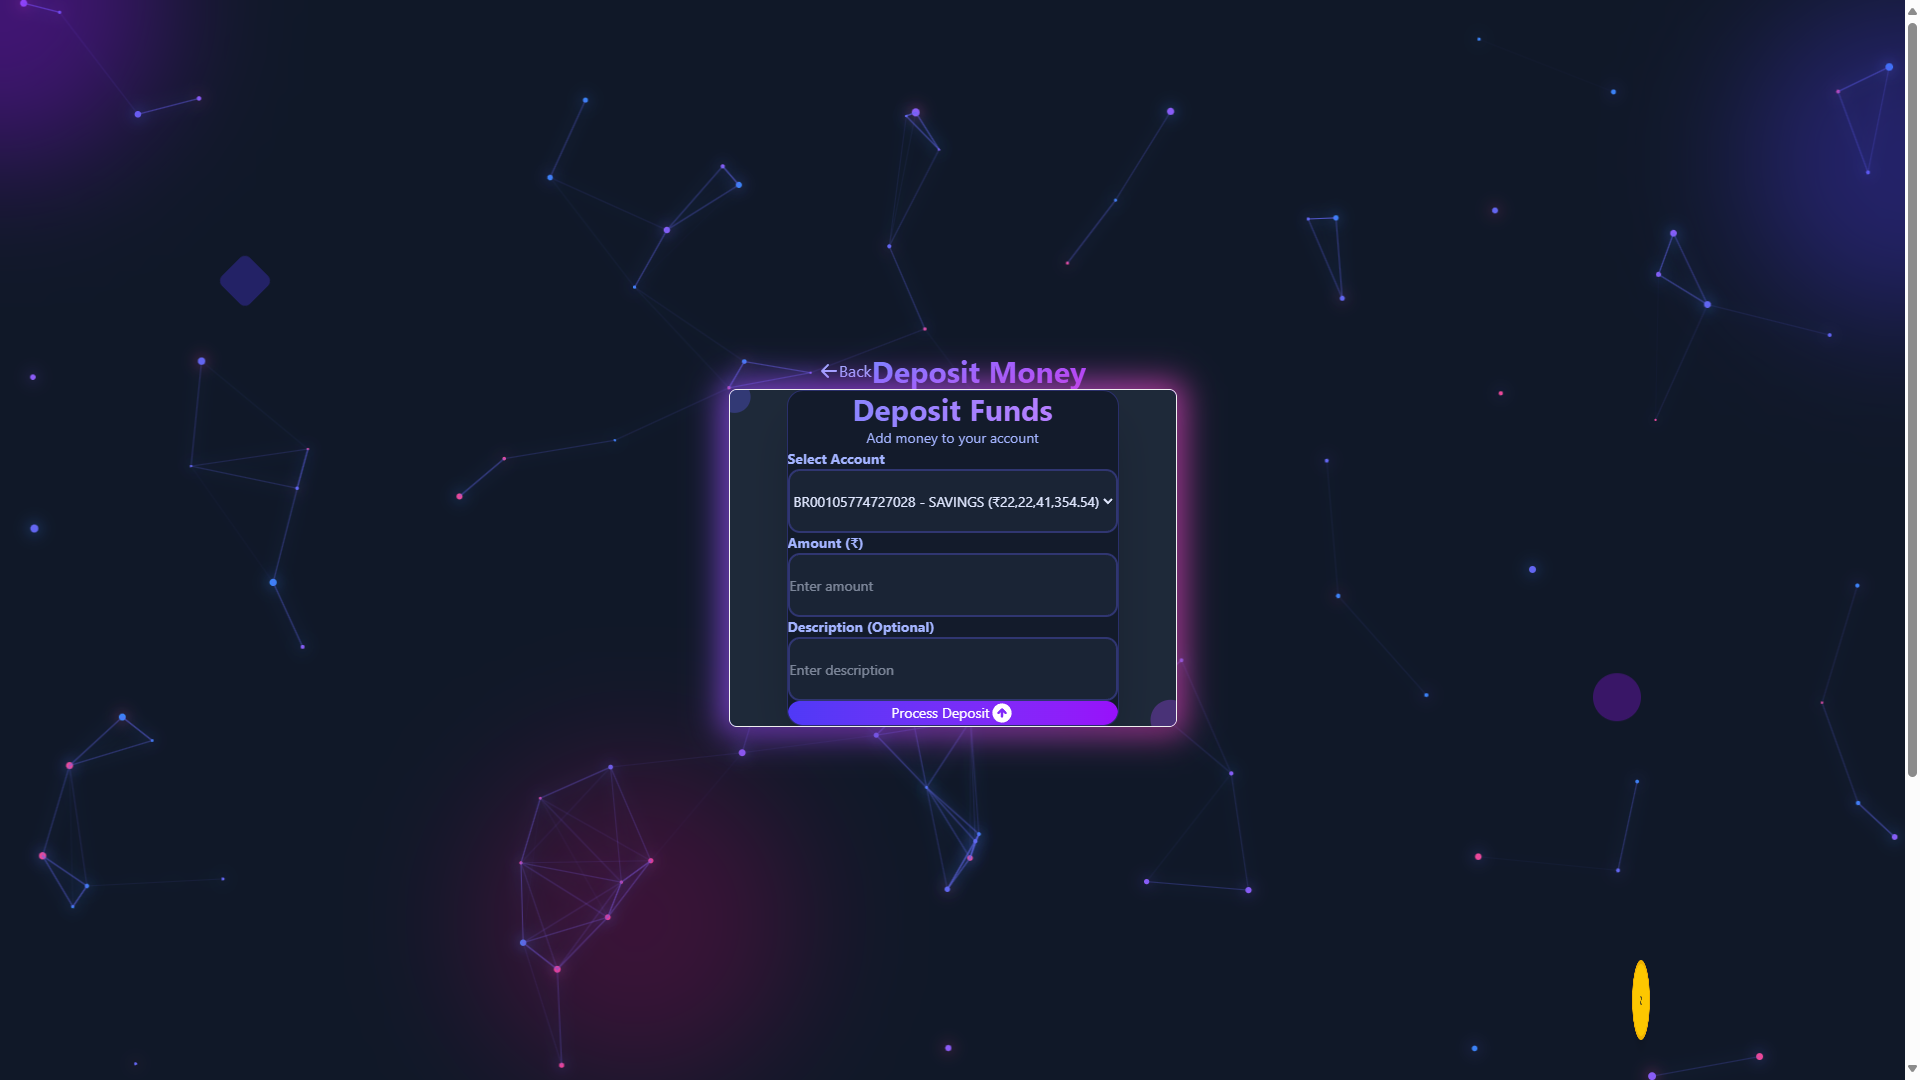 Back
Deposit Money
Deposit Funds
Add money to your account
Select Account
BR00105774727028 - SAVINGS (₹22,22,41,354.54)
Amount (₹)
Enter amount
Description (Optional)
Enter description
Process Deposit